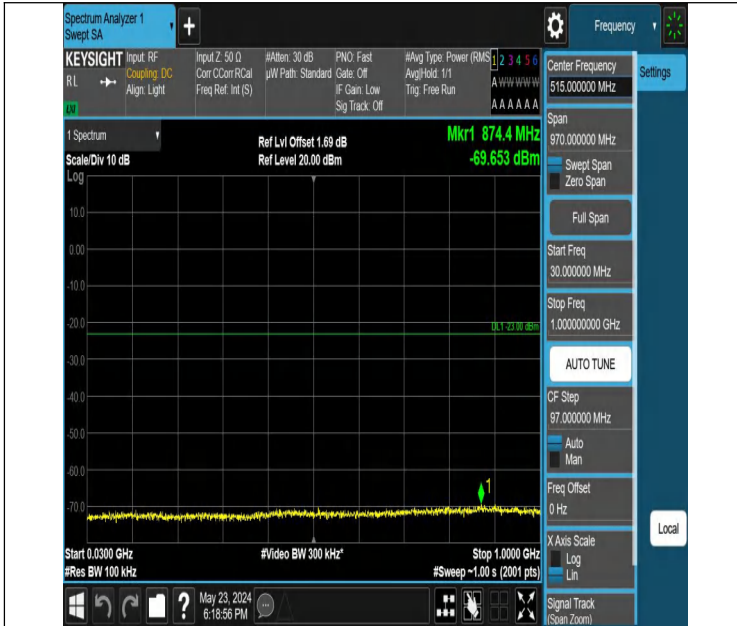 Spectrum Analyzer 1
Swept SA
+
Frequency
KEYSIGHT
RL
Input: RF
Coupling: DC
Align: Light
Input Z: 50 Ω
Corr CCorr RCal
Freq Ref: Int (S)
#Atten: 30 dB
µW Path: Standard
PNO: Fast
Gate: Off
IF Gain: Low
Sig Track: Off
#Avg Type: Power (RMS
Avg|Hold: 1/1
Trig: Free Run
1 2 3 4 5 6
A W W W W W
A A A A A A
1 Spectrum
Scale/Div 10 dB
Ref Lvl Offset 1.69 dB
Ref Level 20.00 dBm
Mkr1 874.4 MHz
-69.653 dBm
Log
10.0
0.00
-10.0
-20.0
DL1 -23.00 dBm
-30.0
-40.0
-50.0
-60.0
1
-70.0
Start 0.0300 GHz
#Res BW 100 kHz
#Video BW 300 kHz*
Stop 1.0000 GHz
#Sweep ~1.00 s (2001 pts)
?
May 23, 2024
6:18:56 PM
Center Frequency
515.000000 MHz
Span
970.000000 MHz
Swept Span
Zero Span
Full Span
Start Freq
30.000000 MHz
Stop Freq
1.000000000 GHz
AUTO TUNE
CF Step
97.000000 MHz
Auto
Man
Freq Offset
0 Hz
X Axis Scale
Log
Lin
Signal Track
(Span Zoom)
Settings
Local